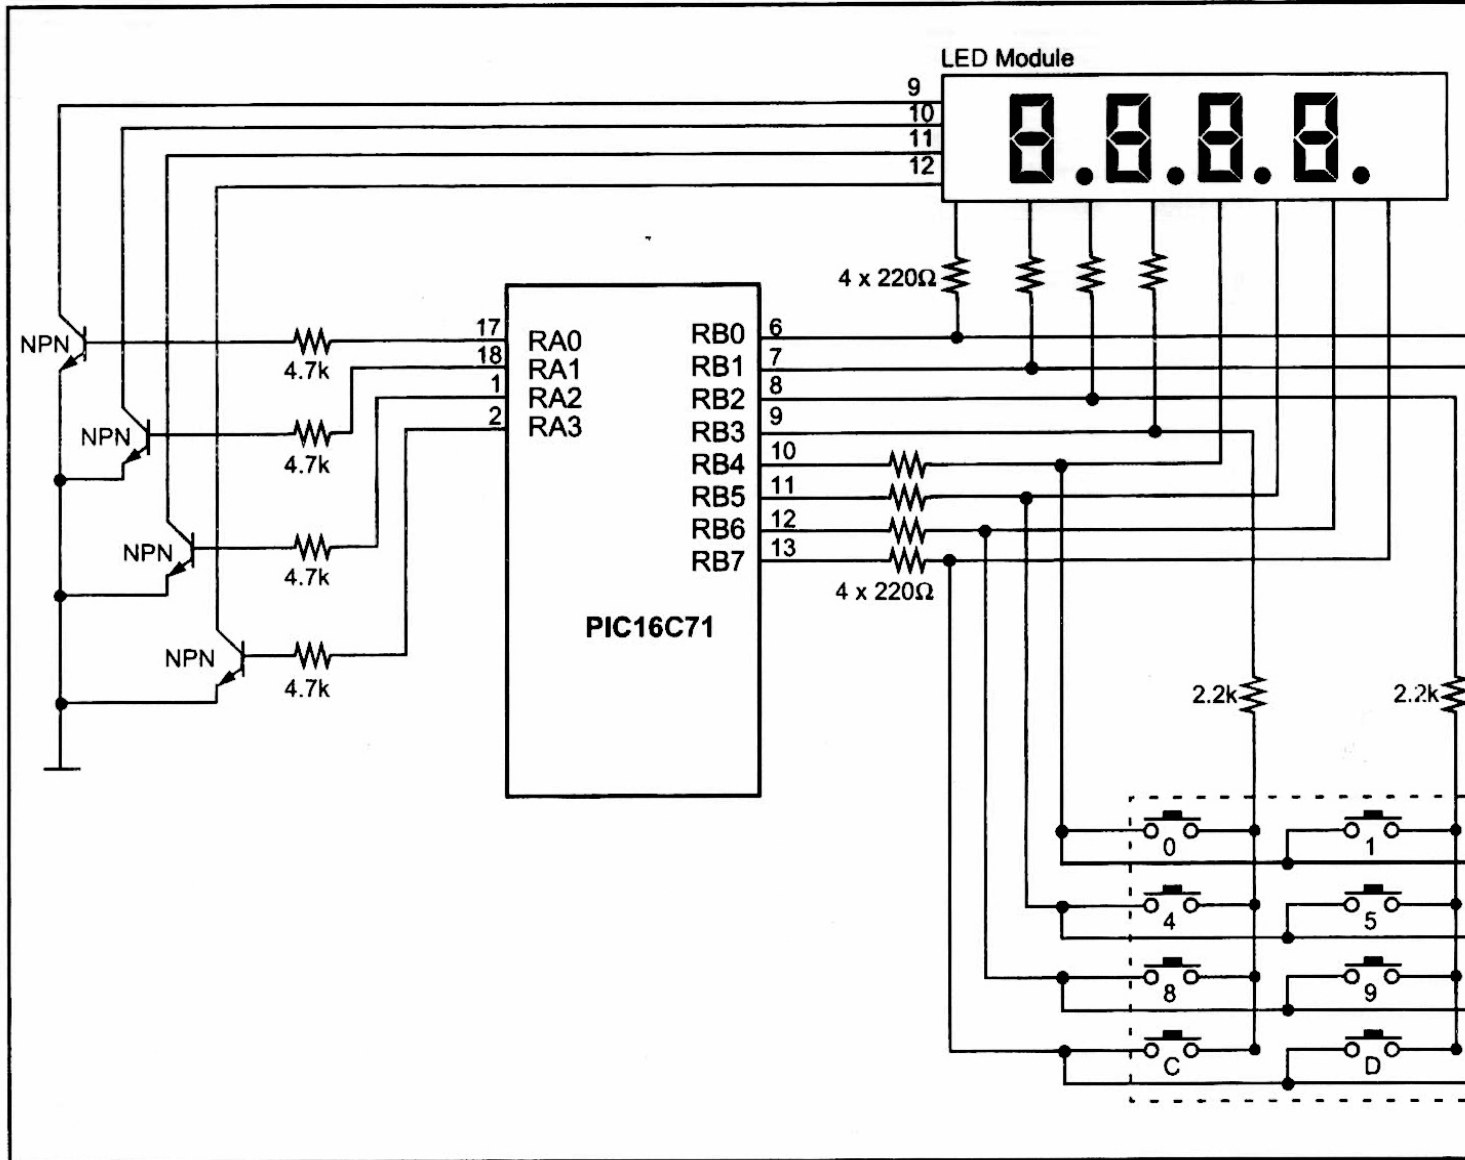 LED Module
9
10
11
12
4 x 220Ω
NPN
4.7k
17
RA0
RB0
6
18
RA1
RB1
7
1
RA2
RB2
8
2
RA3
RB3
9
NPN
4.7k
RB4
10
RB5
11
RB6
12
RB7
13
4 x 220Ω
NPN
4.7k
PIC16C71
NPN
4.7k
2.2k
2.2k
0
1
4
5
8
9
C
D